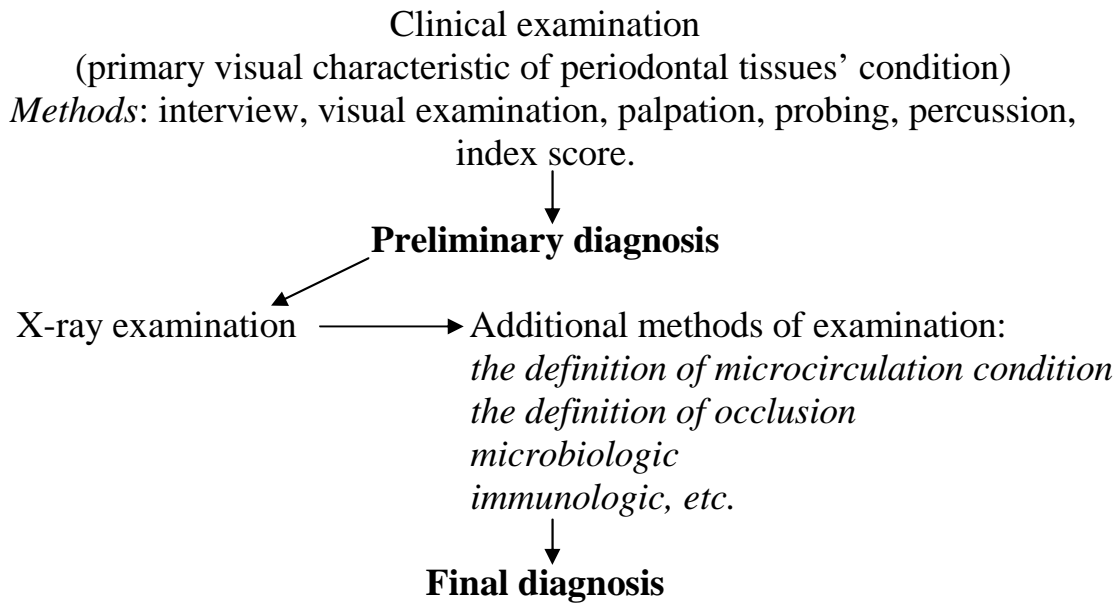 Clinical examination
(primary visual characteristic of periodontal tissues’ condition)
Methods: interview, visual examination, palpation, probing, percussion,
index score.
Preliminary diagnosis
X-ray examination
Additional methods of examination:
the definition of microcirculation condition
the definition of occlusion
microbiologic
immunologic, etc.
Final diagnosis